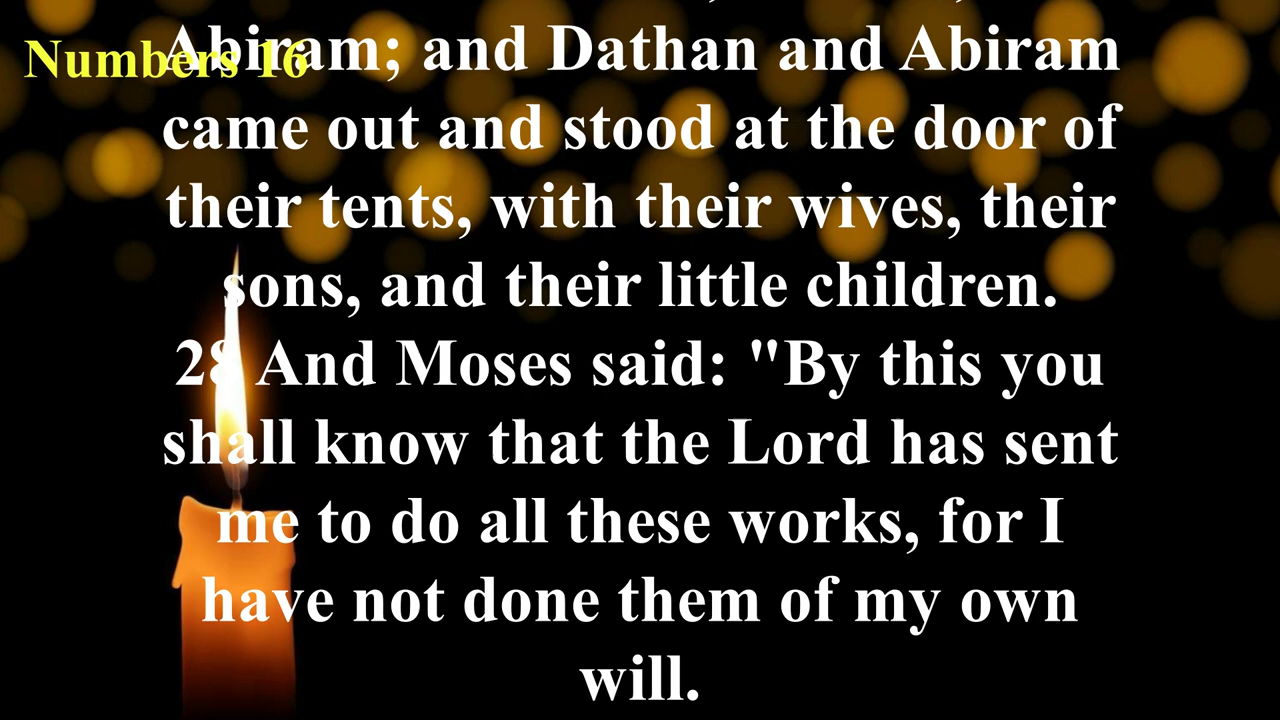 Numbers 16
Abiram; and Dathan and Abiram
came out and stood at the door of
their tents, with their wives, their
sons, and their little children.
28 And Moses said: "By this you
shall know that the Lord has sent
me to do all these works, for I
have not done them of my own
will.